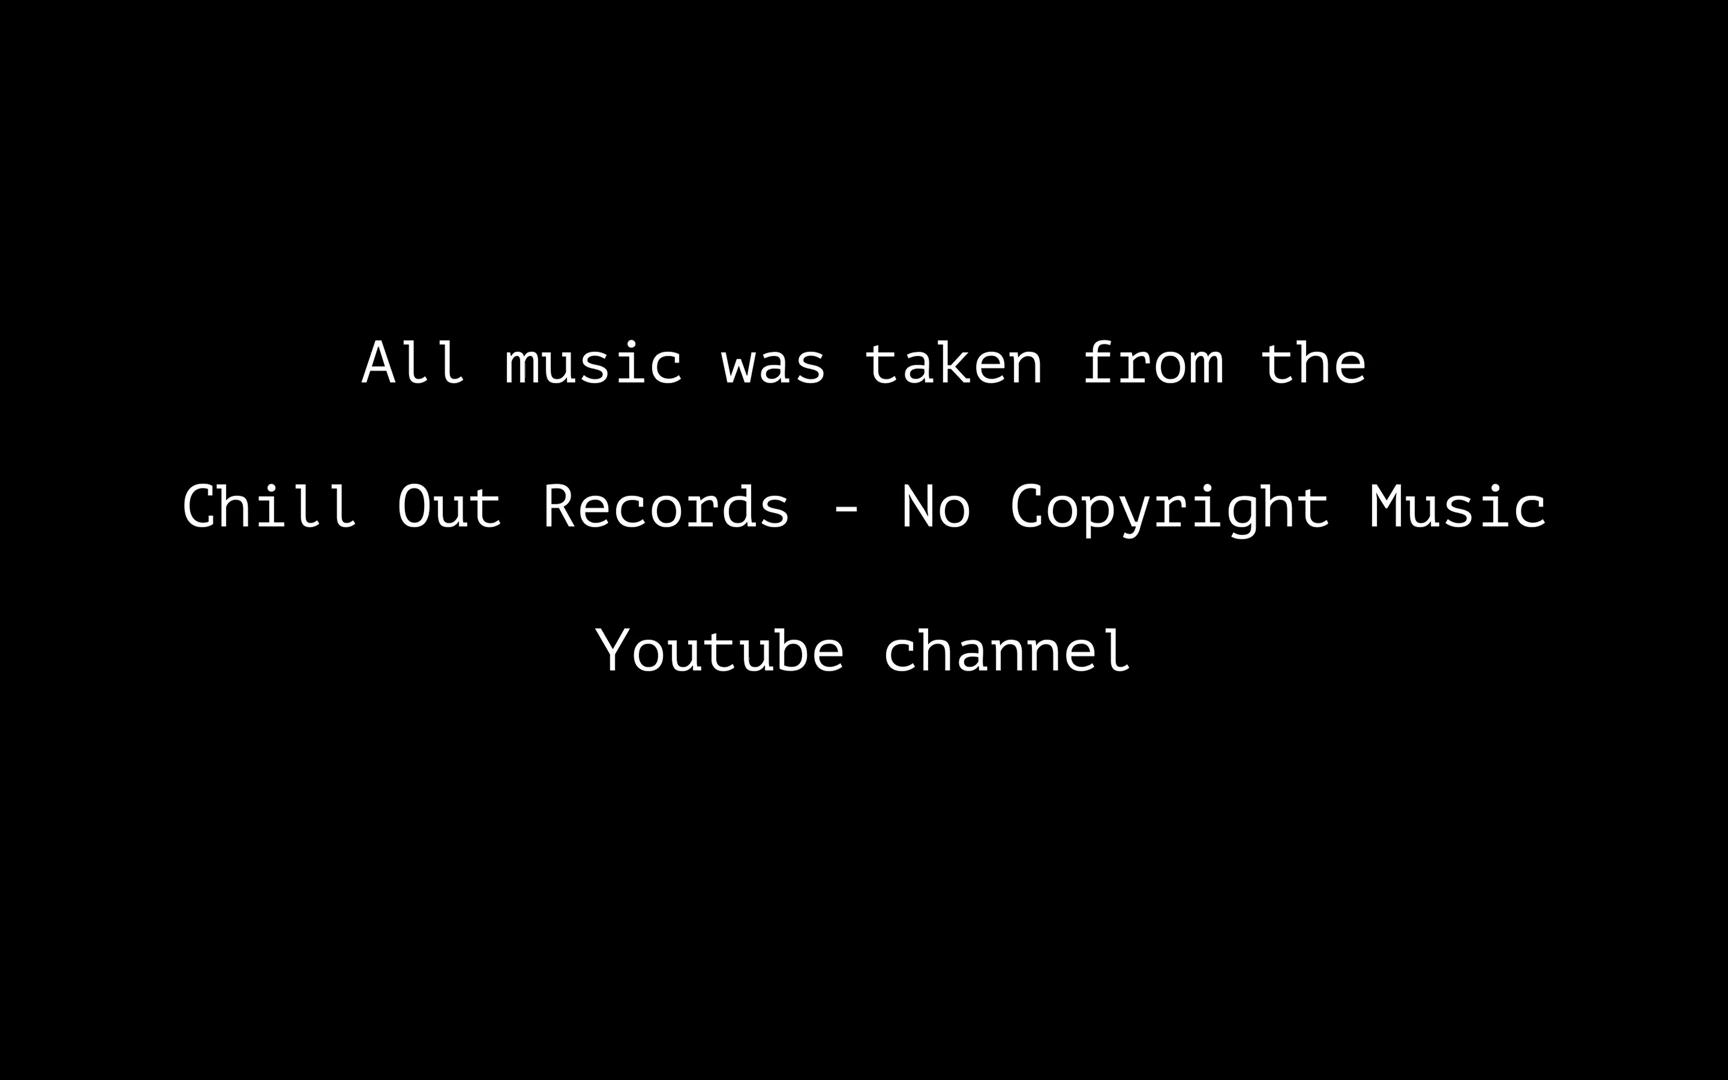 All music was taken from the
Chill Out Records - No Copyright Music
Youtube channel